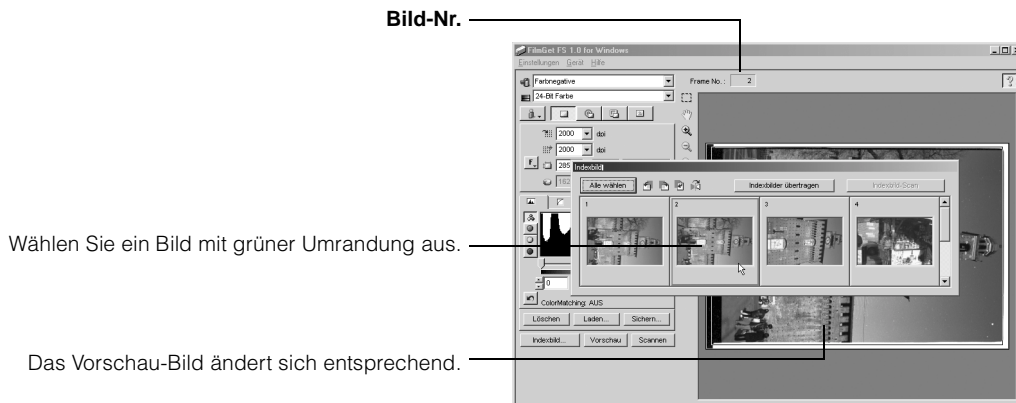 Bild-Nr.
FilmGet FS 1.0 for Windows
Einstellungen Gerät Hilfe
Farbnegative
Frame No.: 2
24-Bit Farbe
2000 dpi
2000 dpi
285
162
Indexbild
Alle wählen
Indexbilder übertragen
Indexbild-Scan
1 2 3 4
Wählen Sie ein Bild mit grüner Umrandung aus.
0
ColorMatching: AUS
Löschen Laden... Sichern...
Indexbild... Vorschau Scannen
Das Vorschau-Bild ändert sich entsprechend.